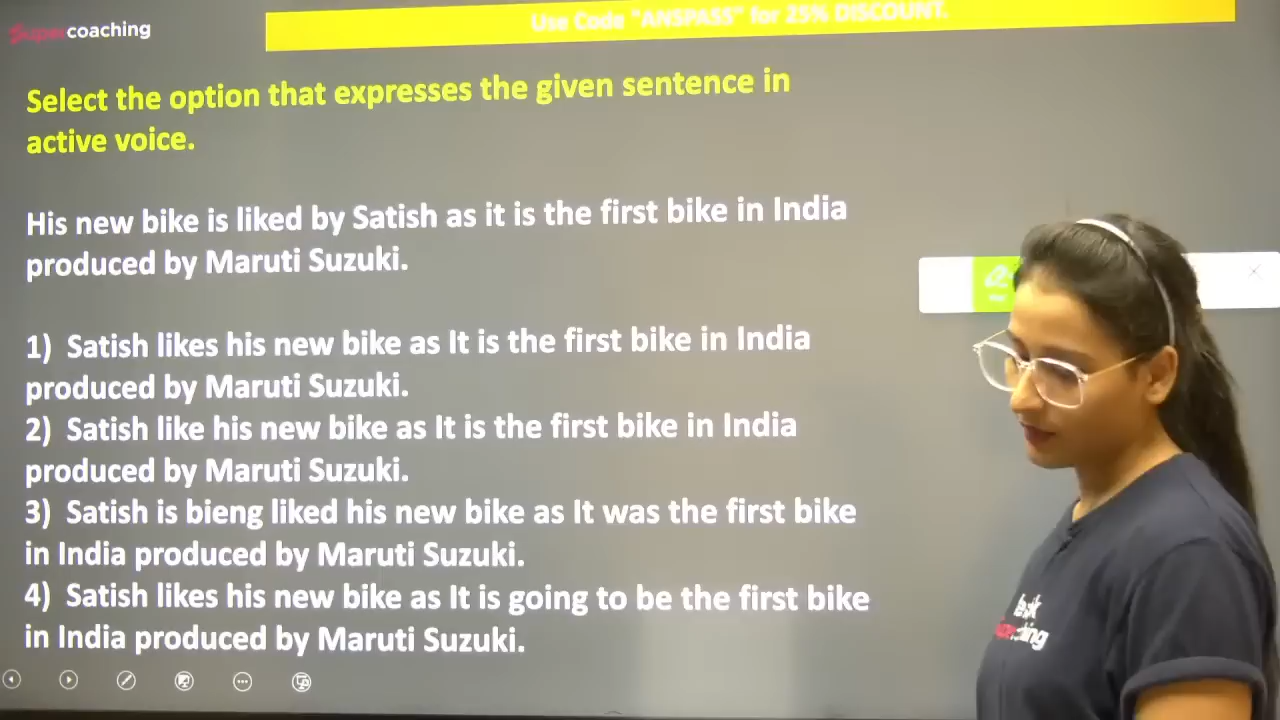 Supercoaching
Use Code "ANSPASS" for 25% DISCOUNT.
Select the option that expresses the given sentence in
active voice.
His new bike is liked by Satish as it is the first bike in India
produced by Maruti Suzuki.
1) Satish likes his new bike as It is the first bike in India
produced by Maruti Suzuki.
2) Satish like his new bike as It is the first bike in India
produced by Maruti Suzuki.
3) Satish is bieng liked his new bike as It was the first bike
in India produced by Maruti Suzuki.
4) Satish likes his new bike as It is going to be the first bike
in India produced by Maruti Suzuki.